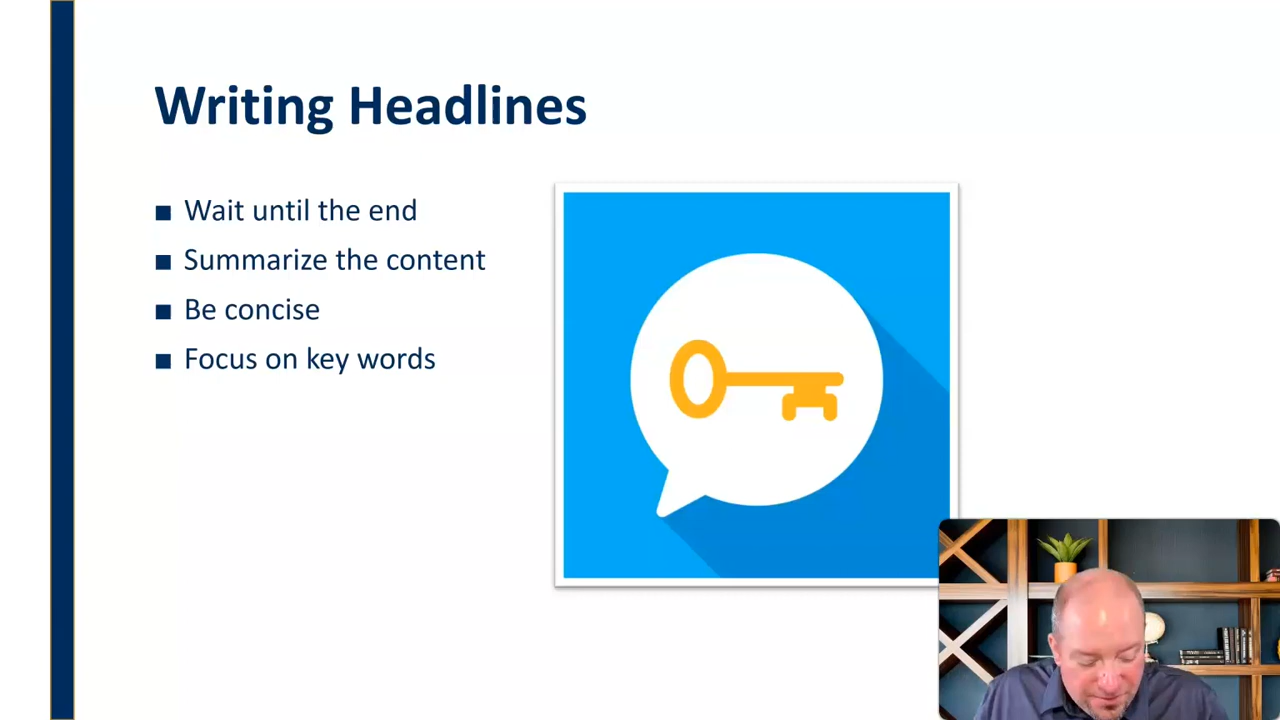 Writing Headlines
Wait until the end
Summarize the content
Be concise
Focus on key words